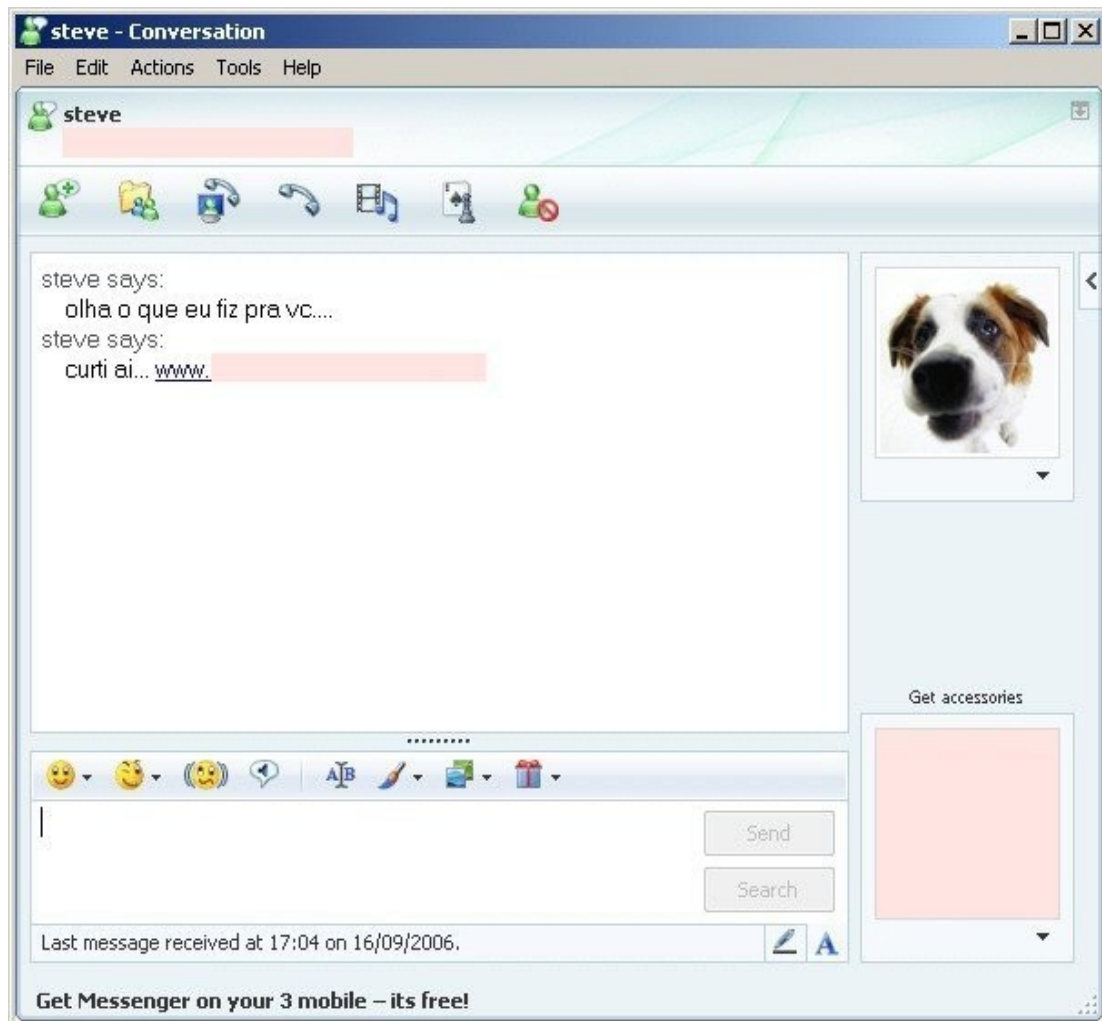 steve - Conversation
File Edit Actions Tools Help
steve
steve says:
olha o que eu fiz pra vc....
steve says:
curti ai... www.
Get accessories
Send
Search
Last message received at 17:04 on 16/09/2006.
Get Messenger on your 3 mobile – its free!